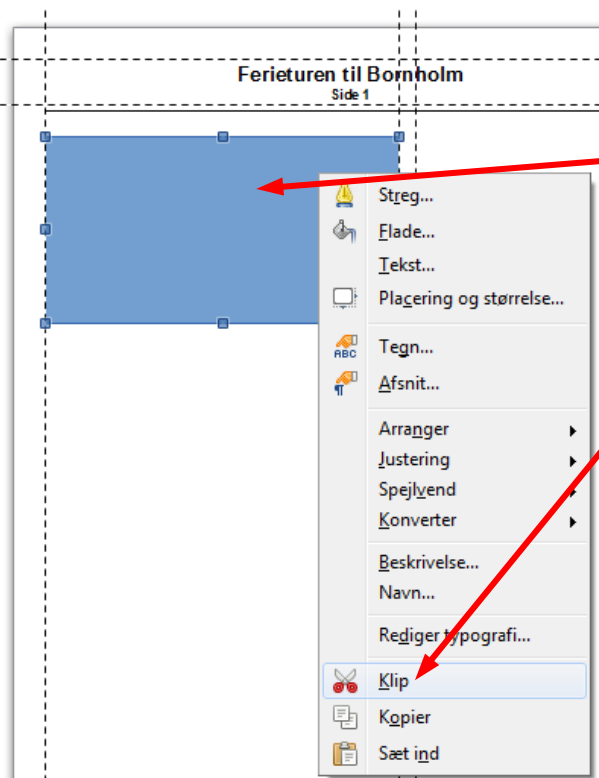 Ferieturen til Bornholm
Side 1
Streg...
Flade...
Tekst...
Placering og størrelse...
ABC
Tegn...
Afsnit...
Arranger
Justering
Spejlvend
Konverter
Beskrivelse...
Navn...
Rediger typografi...
Klip
Kopier
Sæt ind